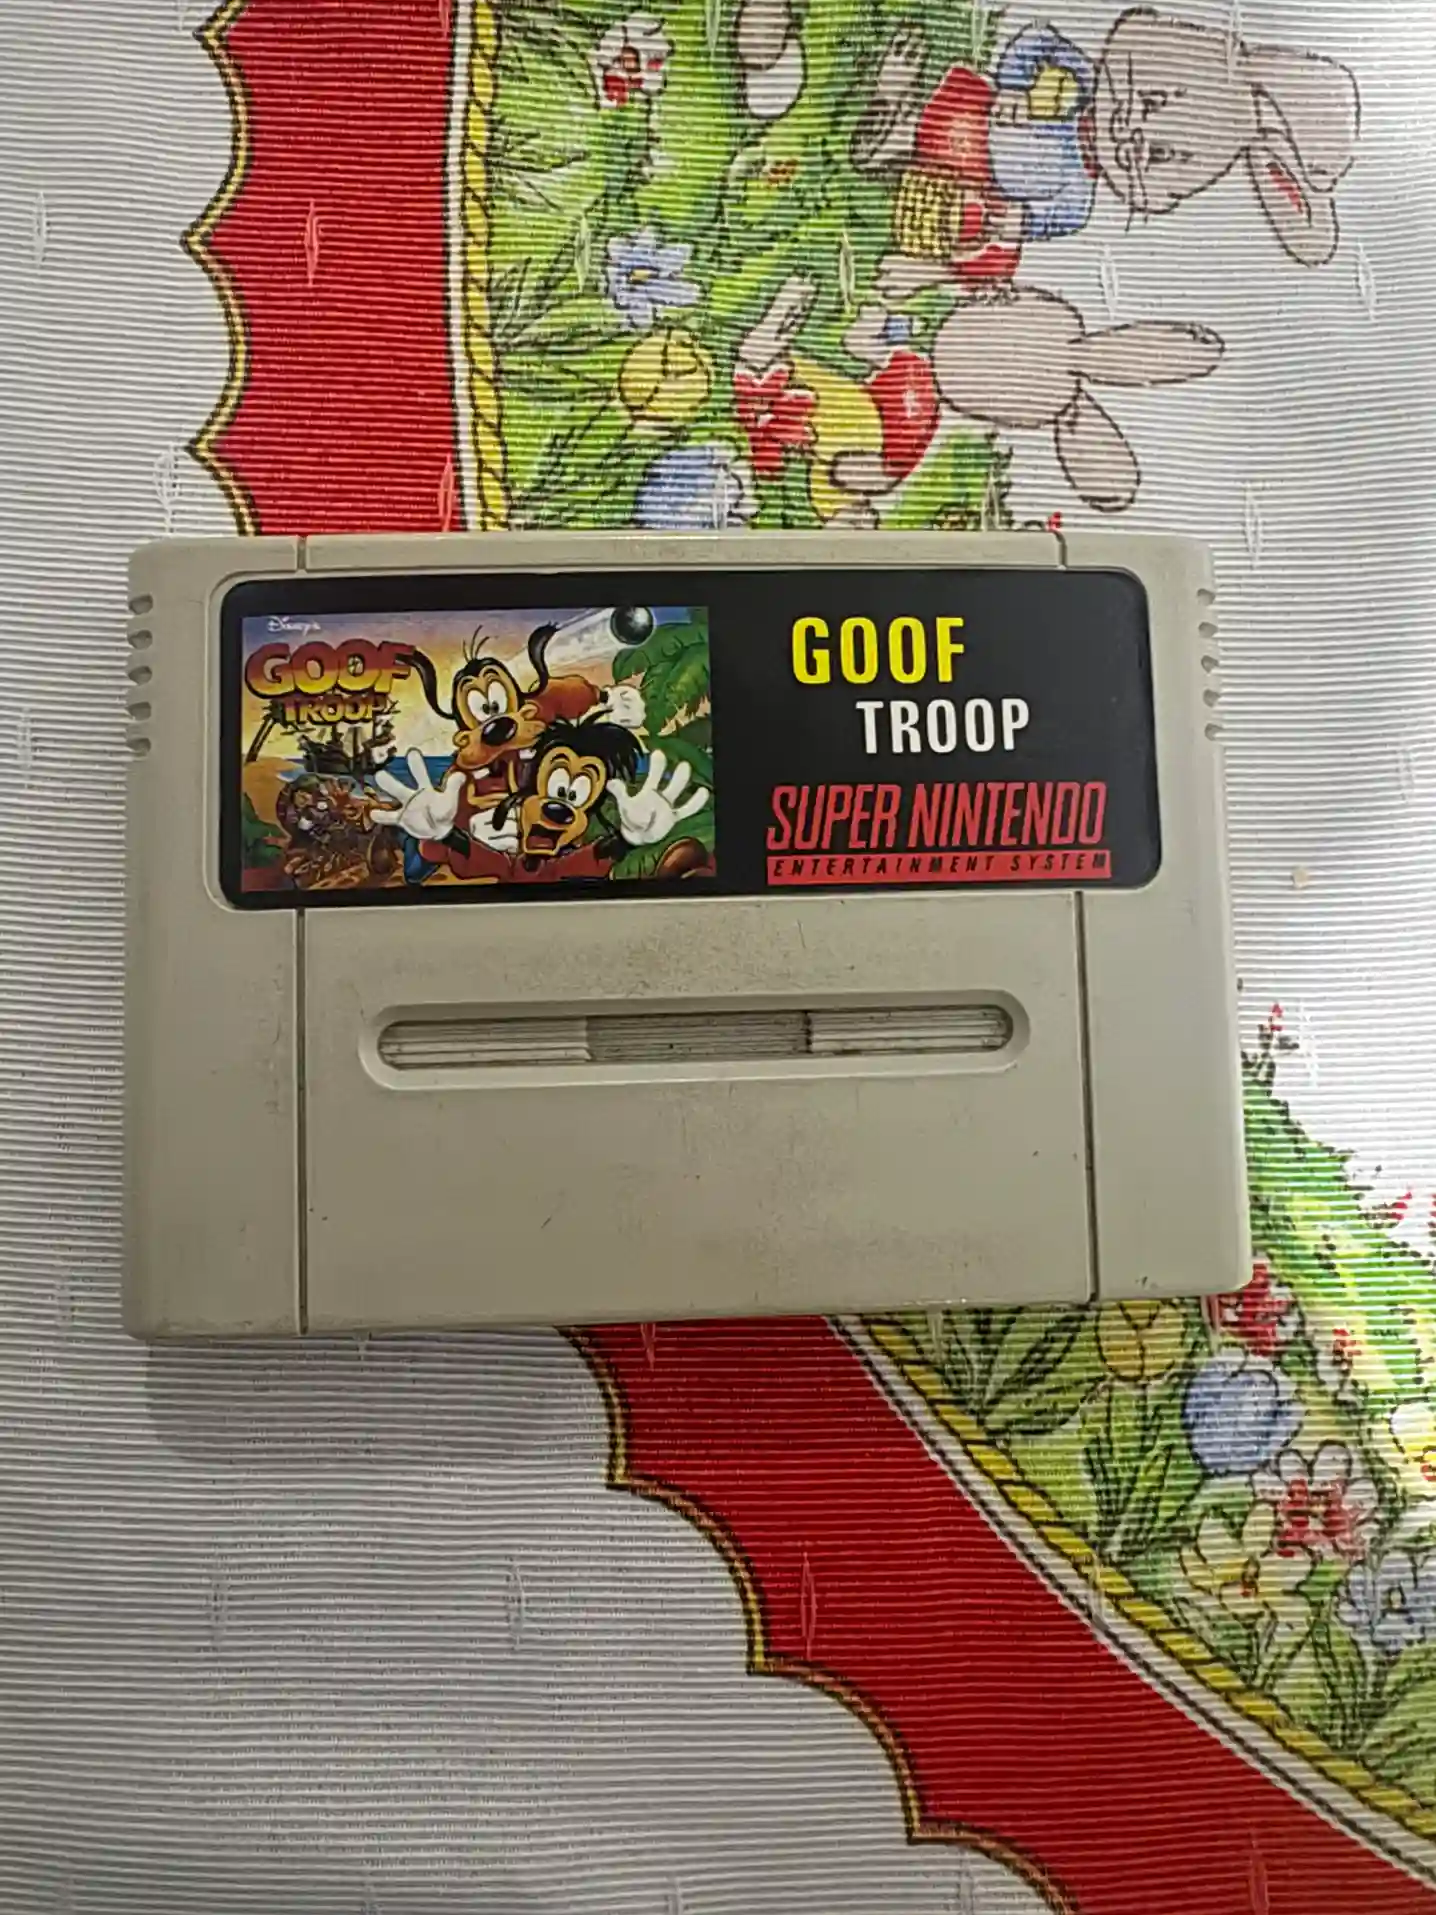 Disney's
GOOF
TROOP
GOOF
TROOP
SUPER NINTENDO
ENTERTAINMENT SYSTEM